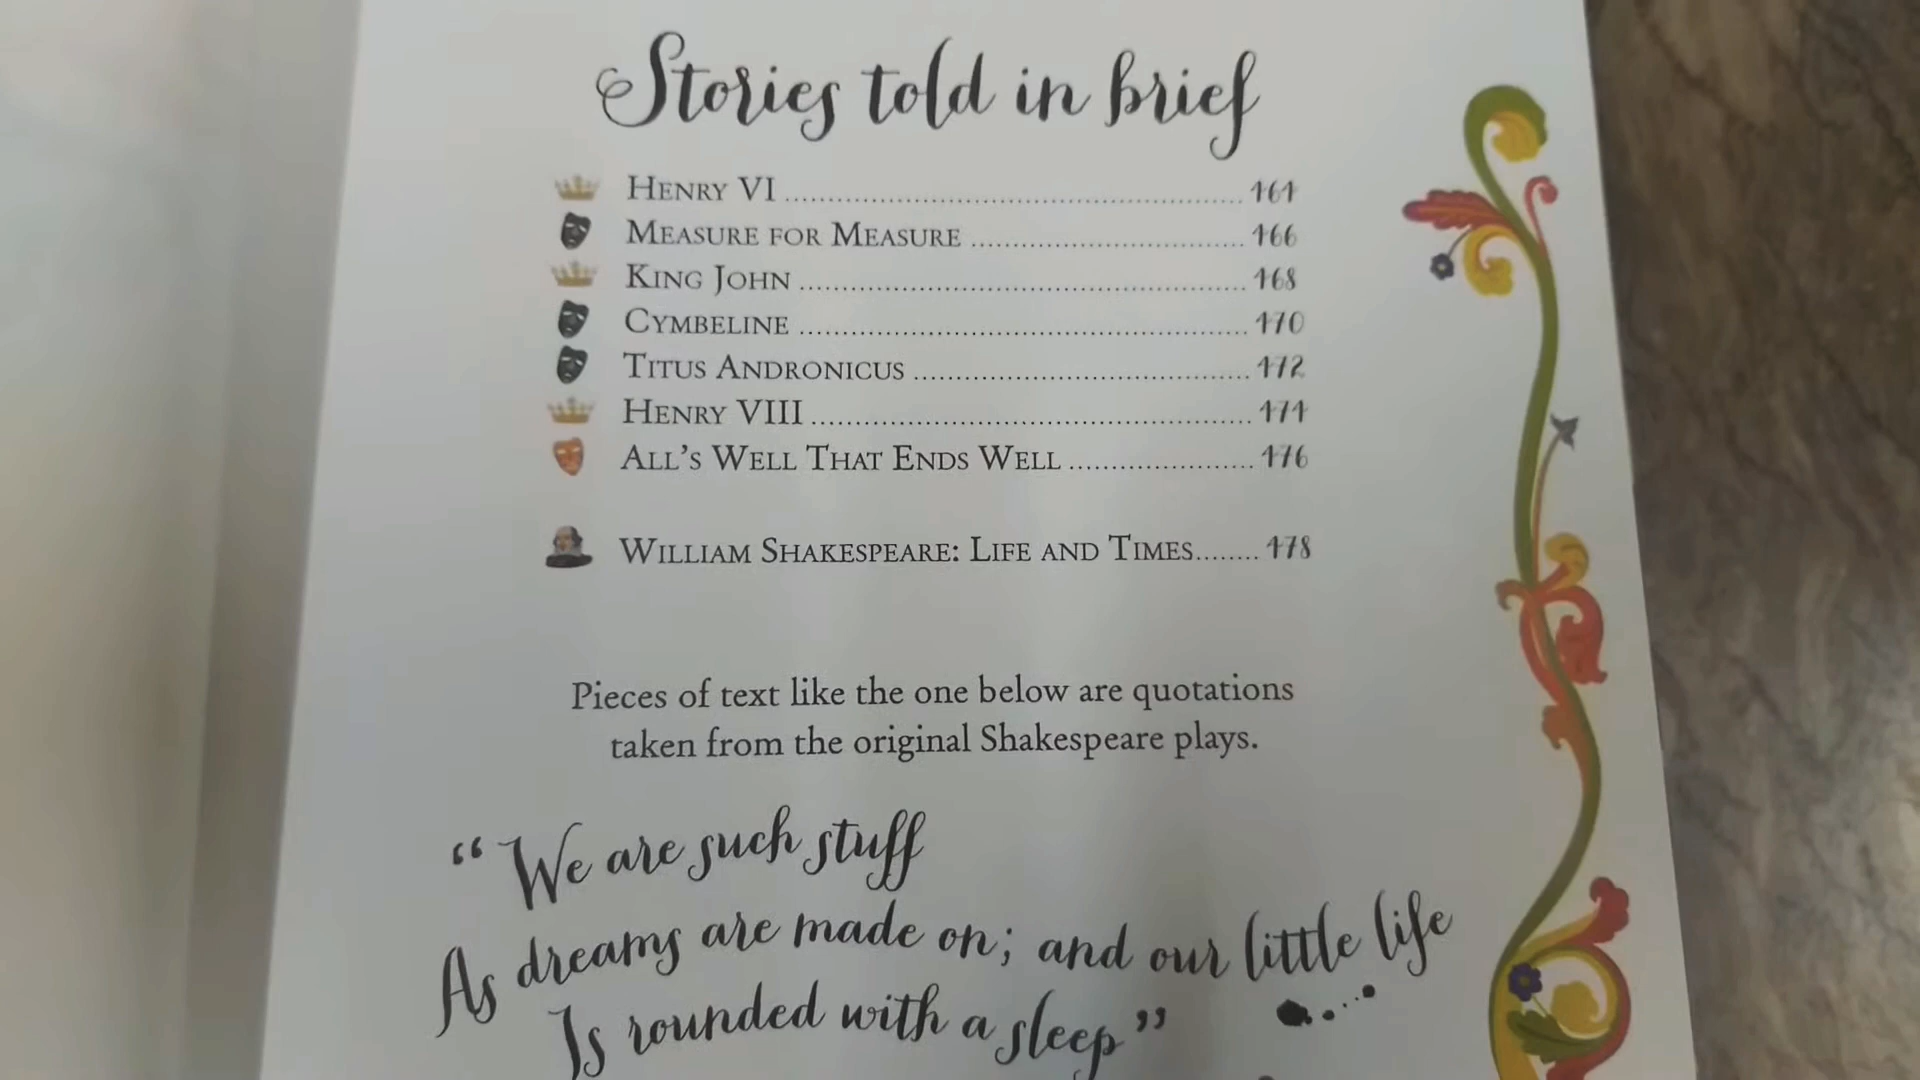 Stories told in brief
HENRY VI ........ 164
MEASURE FOR MEASURE ........ 166
KING JOHN ........ 168
CYMBELINE ........ 170
TITUS ANDRONICUS ........ 172
HENRY VIII ........ 174
ALL'S WELL THAT ENDS WELL ........ 176
WILLIAM SHAKESPEARE: LIFE AND TIMES........ 178
Pieces of text like the one below are quotations
taken from the original Shakespeare plays.
“We are such stuff
As dreams are made on; and our little life
Is rounded with a sleep”